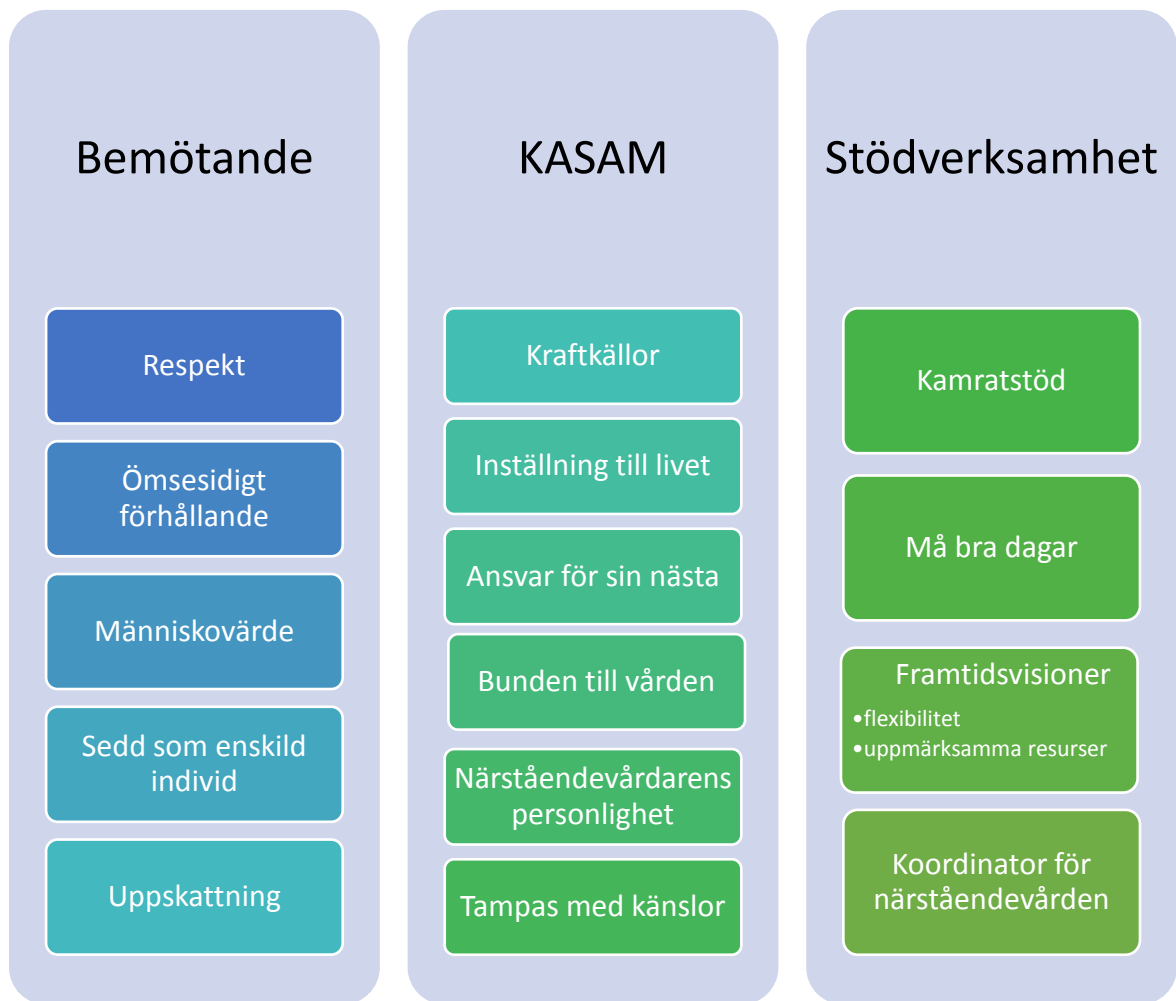 Bemötande
Respekt
Ömsesidigt
förhållande
Människovärde
Sedd som enskild
individ
Uppskattning
KASAM
Kraftkällor
Inställning till livet
Ansvar för sin nästa
Bunden till vården
Närståendevårdarens
personlighet
Tampas med känslor
Stödverksamhet
Kamratstöd
Må bra dagar
Framtidsvisioner
•flexibilitet
•uppmärksamma resurser
Koordinator för
närståendevården